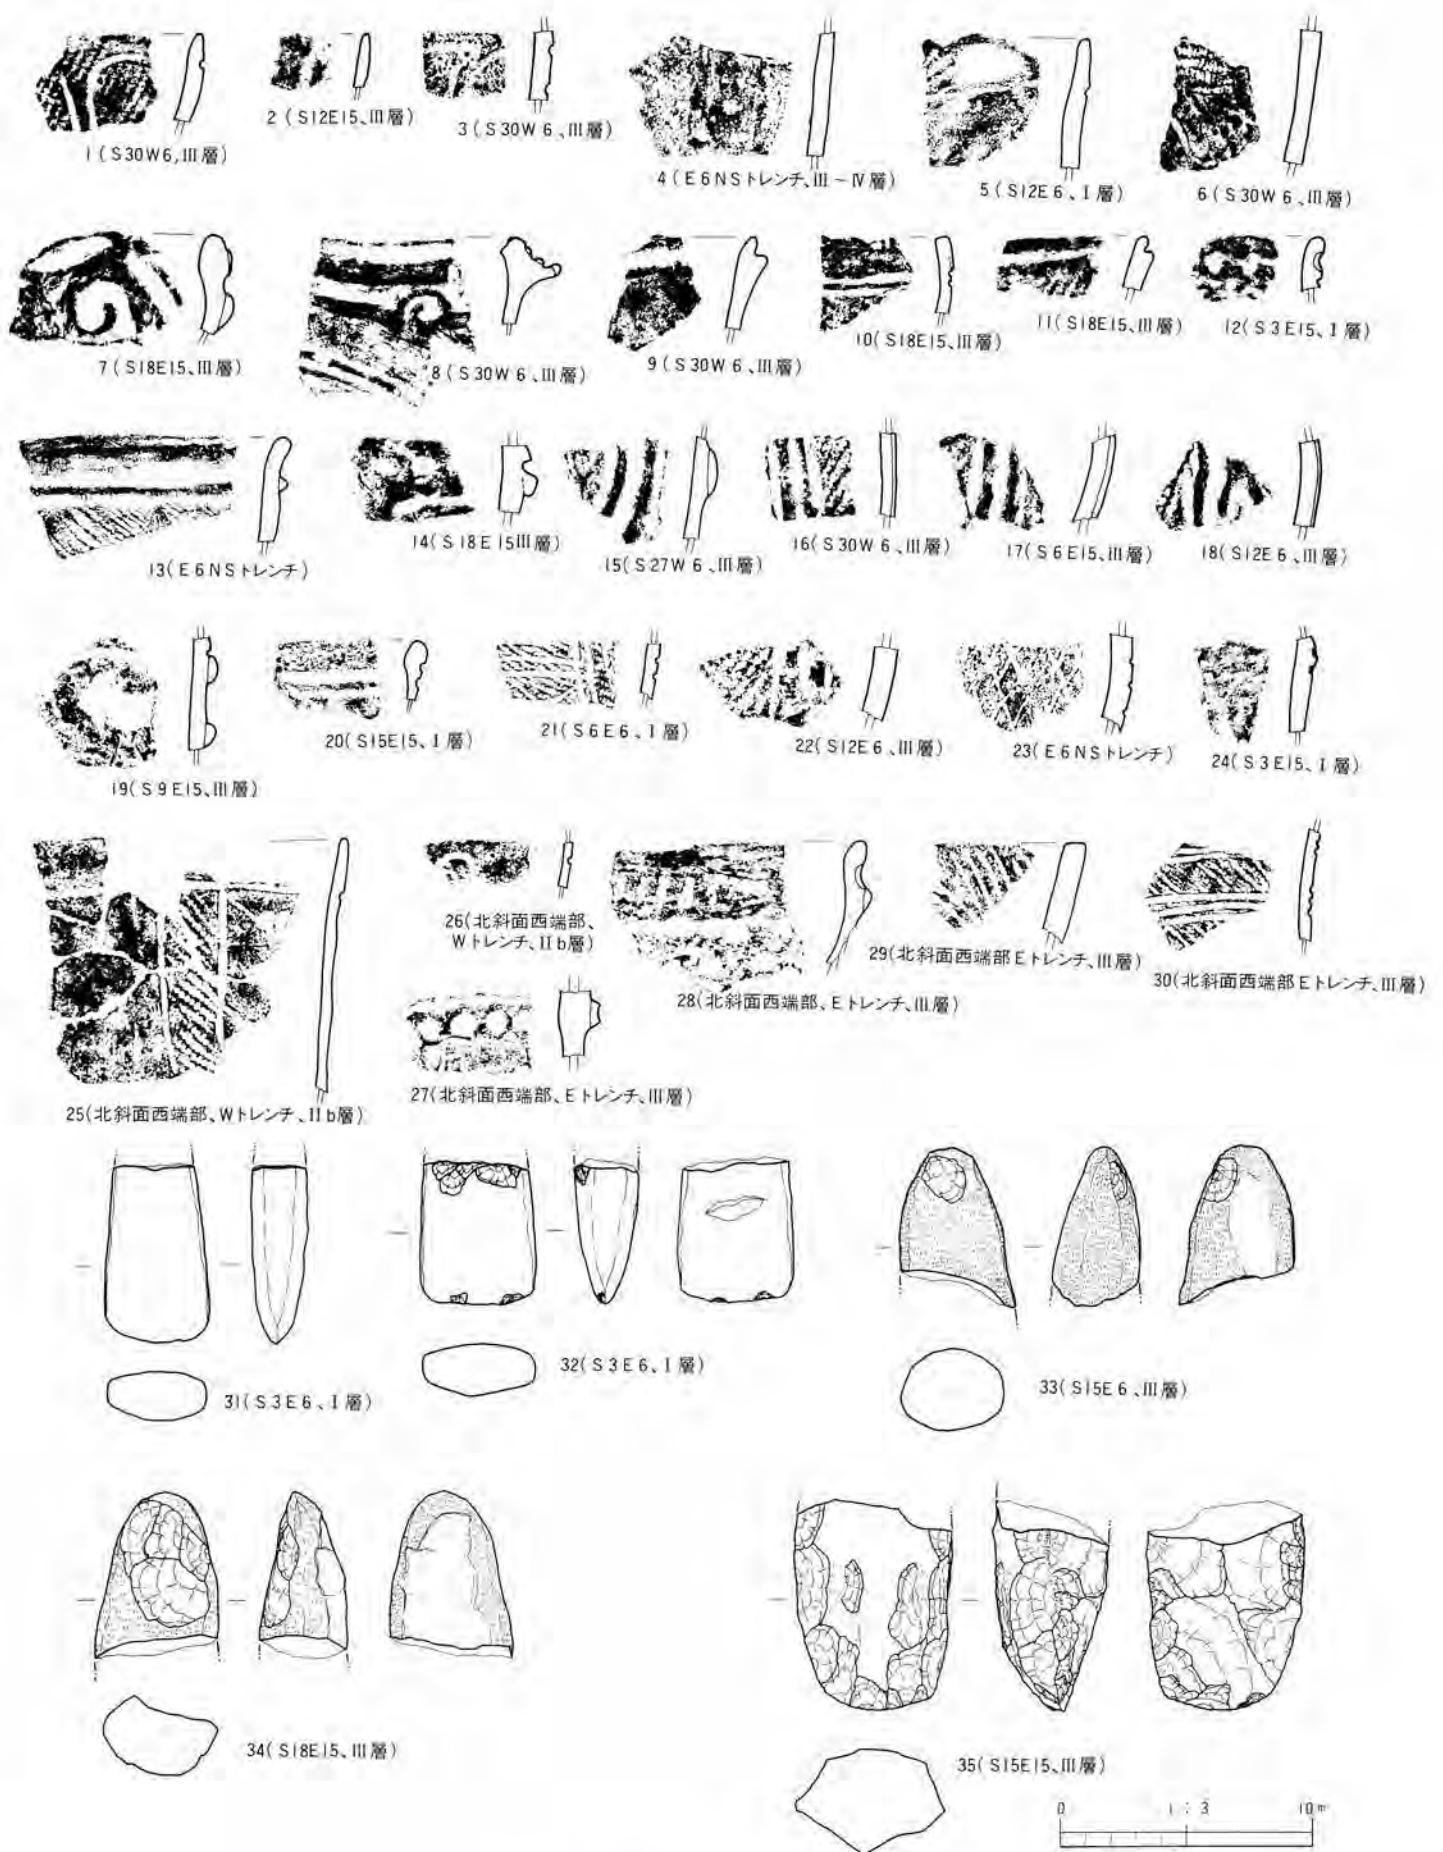 1(S30W6,III層)
2(S12E15、III層)
3(S30W6、III層)
4(E6NSトレンチ、III－IV層)
5(S12E6、I層)
6(S30W6、III層)
7(S18E15、III層)
8(S30W6、III層)
9(S30W6、III層)
10(S18E15、III層)
11(S18E15、III層)
12(S3E15、I層)
13(E6NSトレンチ)
14(S18E15III層)
15(S27W6、III層)
16(S30W6、III層)
17(S6E15、III層)
18(S12E6、III層)
19(S9E15、III層)
20(S15E15、I層)
21(S6E6、I層)
22(S12E6、III層)
23(E6NSトレンチ)
24(S3E15、I層)
25(北斜面西端部、Wトレンチ、IIb層)
26(北斜面西端部、
Wトレンチ、IIb層)
27(北斜面西端部、Eトレンチ、III層)
28(北斜面西端部、Eトレンチ、III層)
29(北斜面西端部Eトレンチ、III層)
30(北斜面西端部Eトレンチ、III層)
31(S3E6、I層)
32(S3E6、I層)
33(S15E6、III層)
34(S18E15、III層)
35(S15E15、III層)
0 1:3 10m